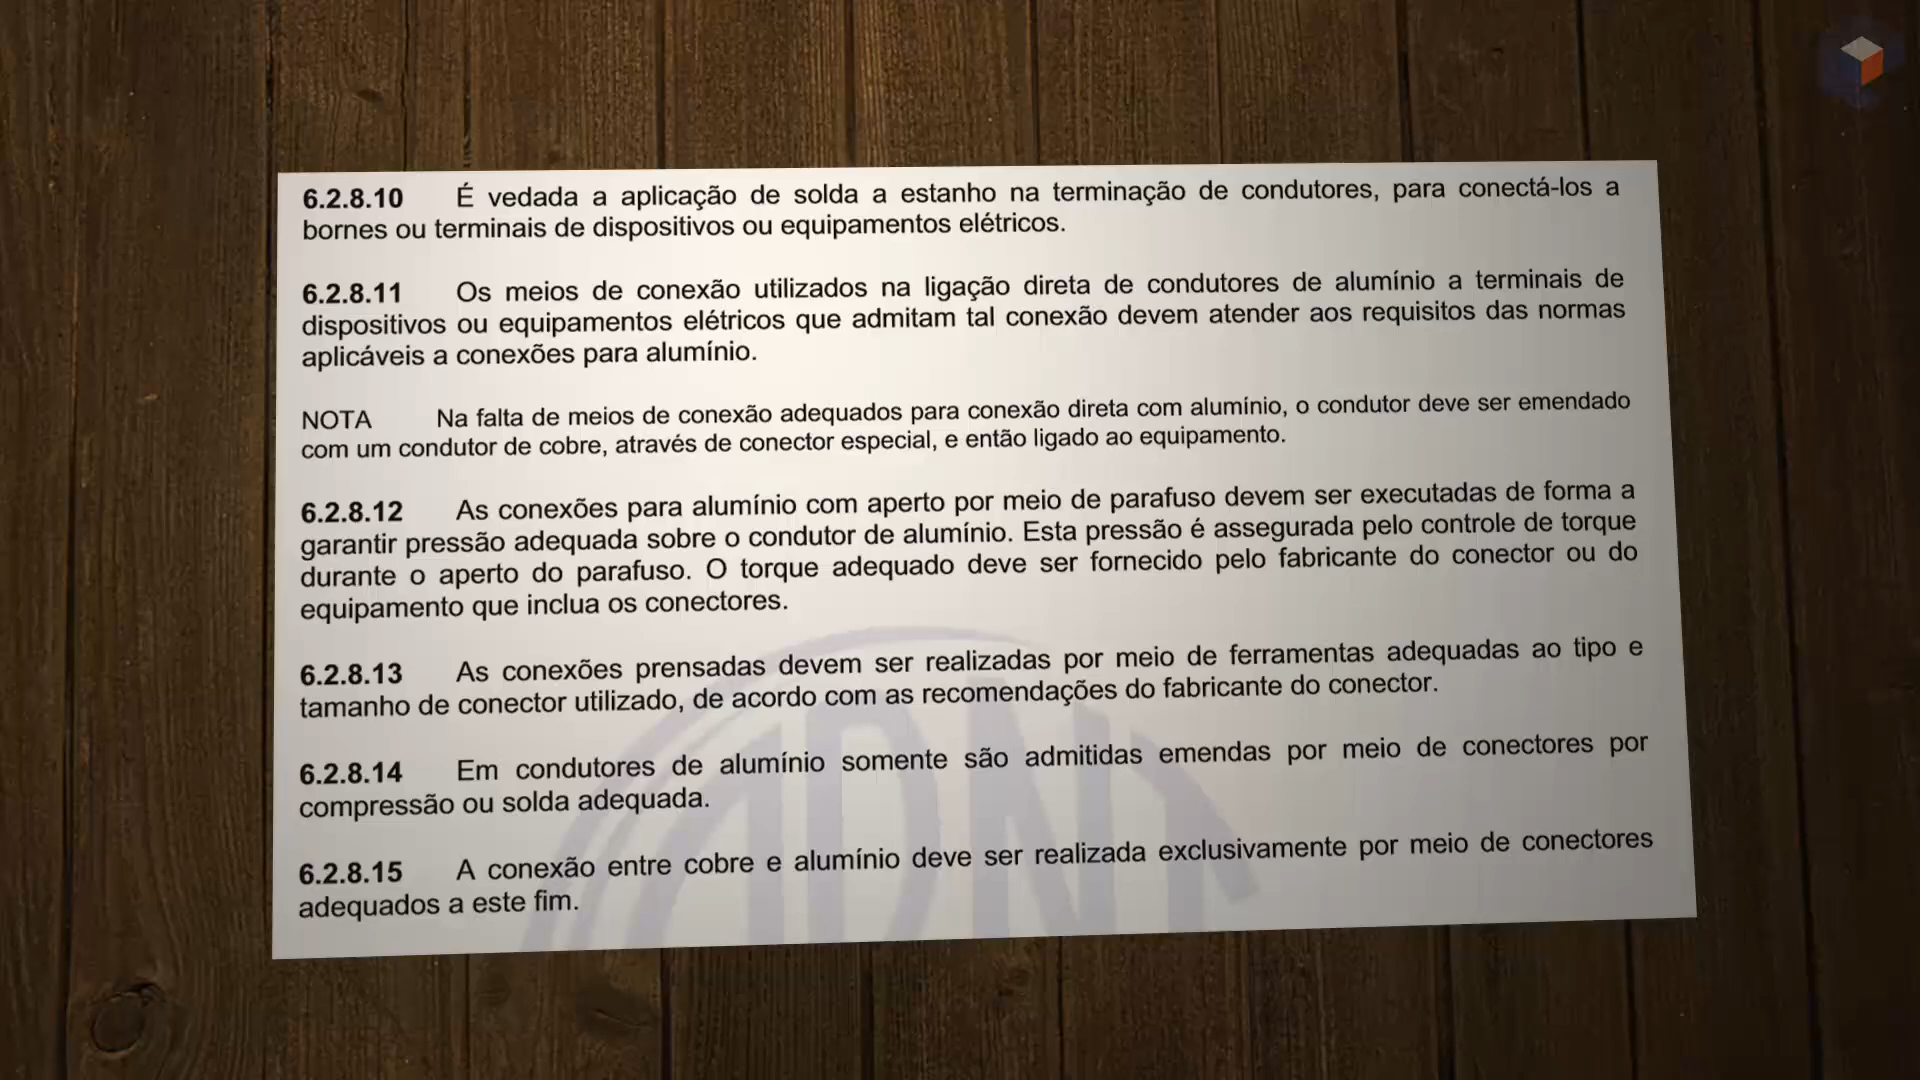 6.2.8.10 É vedada a aplicação de solda a estanho na terminação de condutores, para conectá-los a
bornes ou terminais de dispositivos ou equipamentos elétricos.
6.2.8.11 Os meios de conexão utilizados na ligação direta de condutores de alumínio a terminais de
dispositivos ou equipamentos elétricos que admitam tal conexão devem atender aos requisitos das normas
aplicáveis a conexões para alumínio.
NOTA Na falta de meios de conexão adequados para conexão direta com alumínio, o condutor deve ser emendado
com um condutor de cobre, através de conector especial, e então ligado ao equipamento.
6.2.8.12 As conexões para alumínio com aperto por meio de parafuso devem ser executadas de forma a
garantir pressão adequada sobre o condutor de alumínio. Esta pressão é assegurada pelo controle de torque
durante o aperto do parafuso. O torque adequado deve ser fornecido pelo fabricante do conector ou do
equipamento que inclua os conectores.
6.2.8.13 As conexões prensadas devem ser realizadas por meio de ferramentas adequadas ao tipo e
tamanho de conector utilizado, de acordo com as recomendações do fabricante do conector.
6.2.8.14 Em condutores de alumínio somente são admitidas emendas por meio de conectores por
compressão ou solda adequada.
6.2.8.15 A conexão entre cobre e alumínio deve ser realizada exclusivamente por meio de conectores
adequados a este fim.